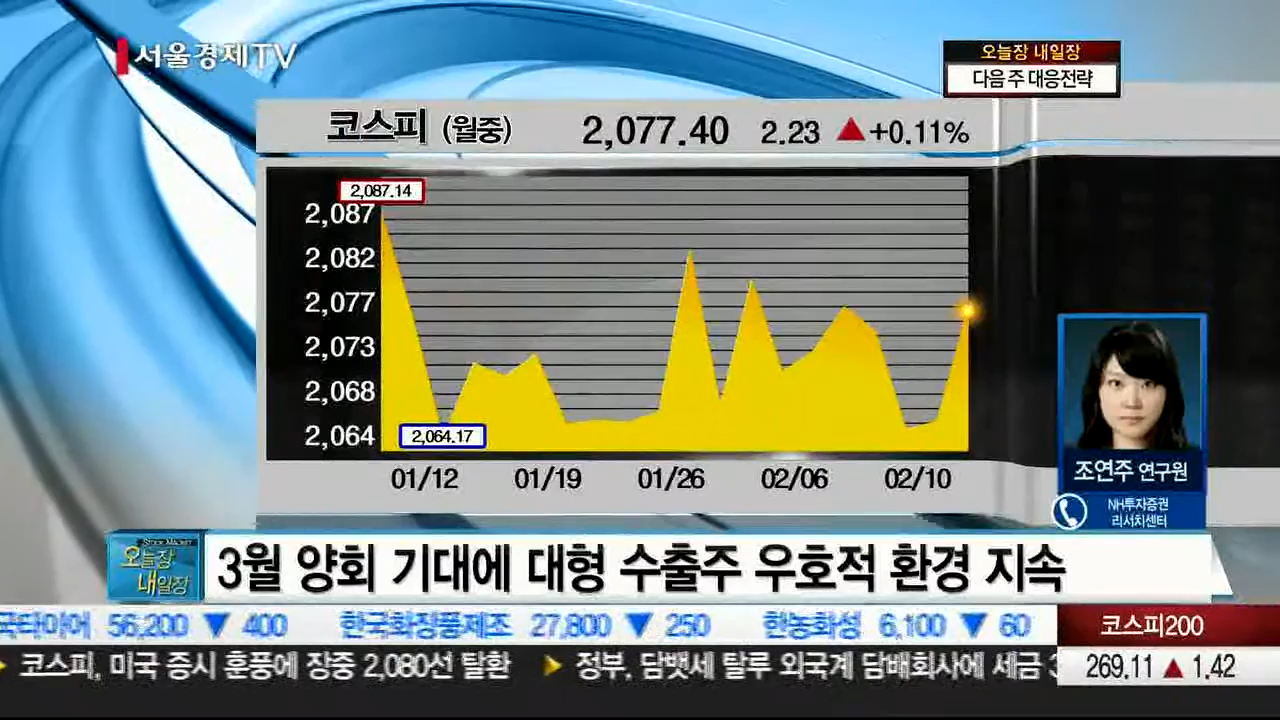 서울경제TV
오늘장 내일장
다음 주 대응전략
코스피 (월중) 2,077.40 2.23 ▲+0.11%
2,087.14
2,087
2,082
2,077
2,073
2,068
2,064
2,064.17
01/12 01/19 01/26 02/06 02/10
조연주 연구원
NH투자증권
리서치센터
STOCK MARKET
오늘장
내일장
3월 양회 기대에 대형 수출주 우호적 환경 지속
국타이어 56,200 ▼ 400 한국화장품제조 27,800 ▼ 250 한농화성 6,100 ▼ 60
코스피200
코스피, 미국 증시 훈풍에 장중 2,080선 탈환 ▶ 정부, 담뱃세 탈루 외국계 담배회사에 세금 3
269.11 ▲ 1.42